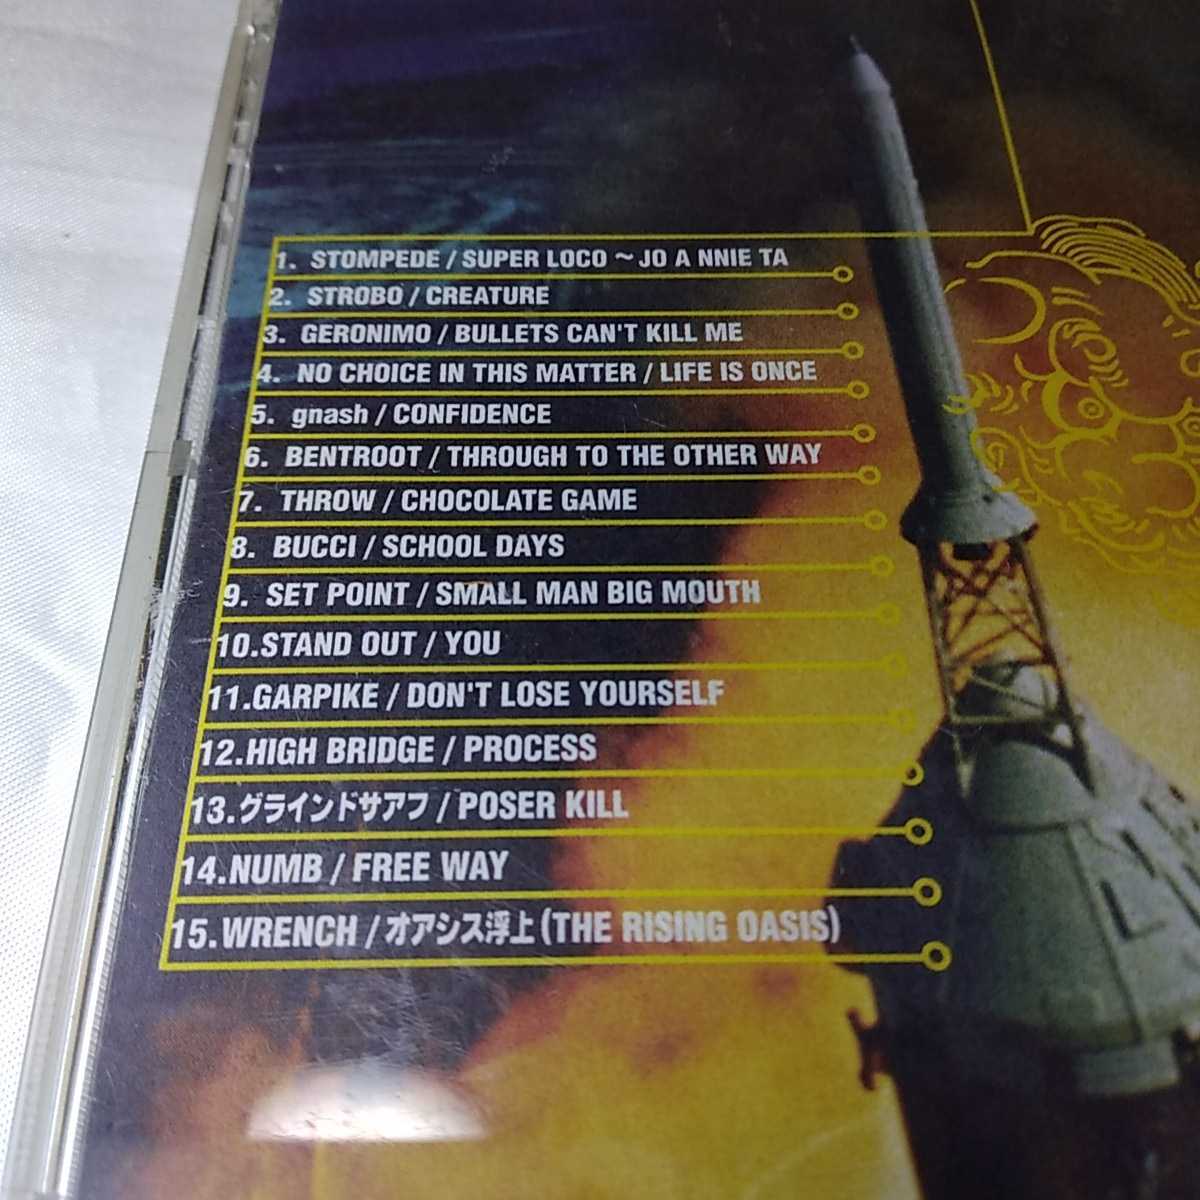 1. STOMPEDE / SUPER LOCO ~ JO A NNIE TA
2. STROBO / CREATURE
3. GERONIMO / BULLETS CAN'T KILL ME
4. NO CHOICE IN THIS MATTER / LIFE IS ONCE
5. gnash / CONFIDENCE
6. BENTROOT / THROUGH TO THE OTHER WAY
7. THROW / CHOCOLATE GAME
8. BUCCI / SCHOOL DAYS
9. SET POINT / SMALL MAN BIG MOUTH
10.STAND OUT / YOU
11.GARPIKE / DON'T LOSE YOURSELF
12.HIGH BRIDGE / PROCESS
13.グラインドサアフ / POSER KILL
14.NUMB / FREE WAY
15.WRENCH / オアシス浮上(THE RISING OASIS)